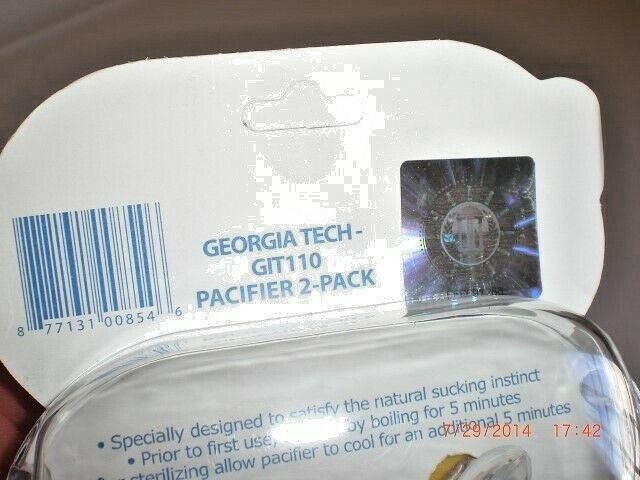 GEORGIA TECH -
GIT110
PACIFIER 2-PACK
8 77131 00854 6
• Specially designed to satisfy the natural sucking instinct
• Prior to first use, by boiling for 5 minutes
sterilizing allow pacifier to cool for an additional 5 minutes
7/29/2014 17:42